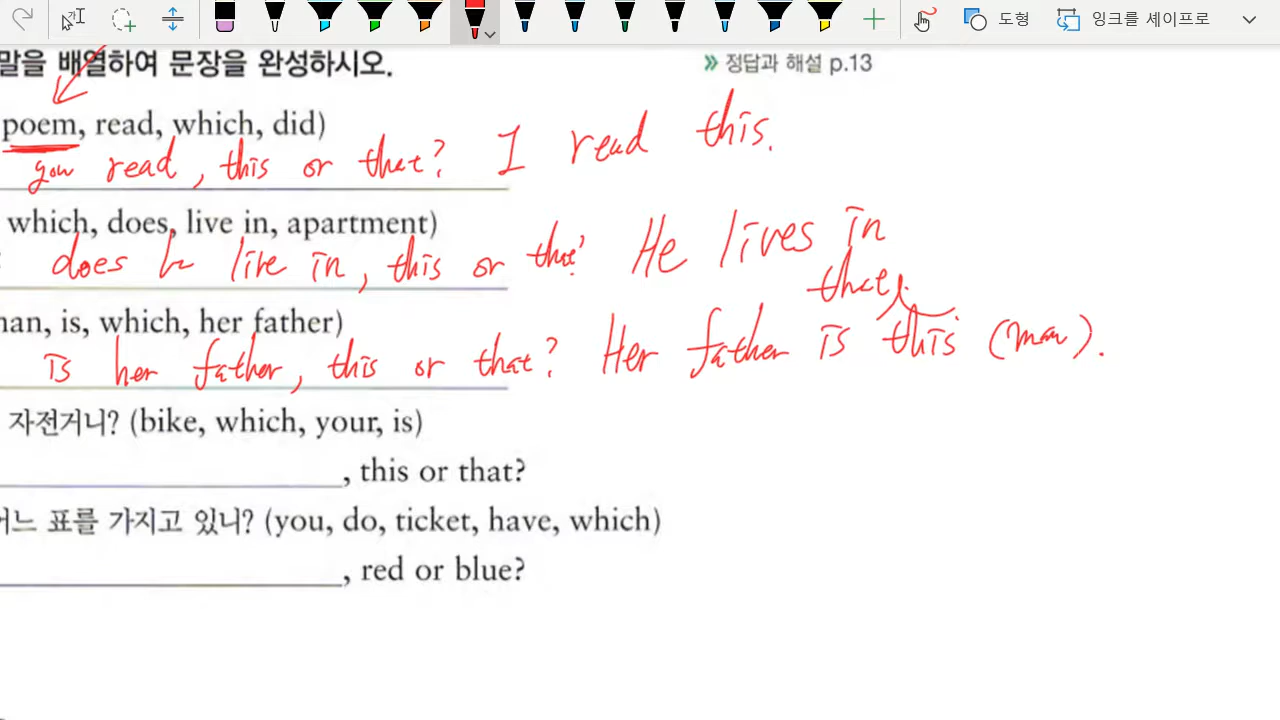 도형 잉크를 셰이프로
말을 배열하여 문장을 완성하시오. » 정답과 해설 p.13
poem, read, which, did)
you read, this or that? I read this.
which, does, live in, apartment)
does he live in, this or that? He lives in
that.
man, is, which, her father)
is her father, this or that? Her father is this (man).
자전거니? (bike, which, your, is)
, this or that?
어느 표를 가지고 있니? (you, do, ticket, have, which)
, red or blue?